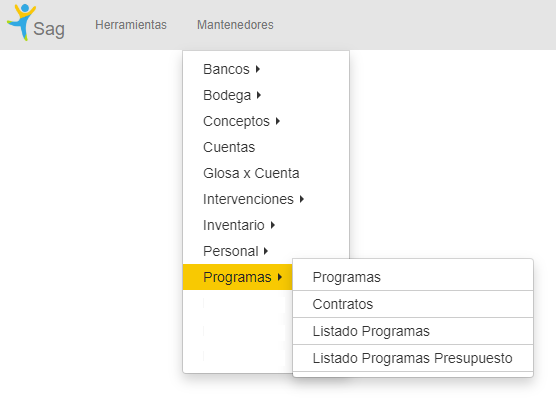 Sag
Herramientas
Mantenedores
Bancos
Bodega
Conceptos
Cuentas
Glosa x Cuenta
Intervenciones
Inventario
Personal
Programas
Programas
Contratos
Listado Programas
Listado Programas Presupuesto